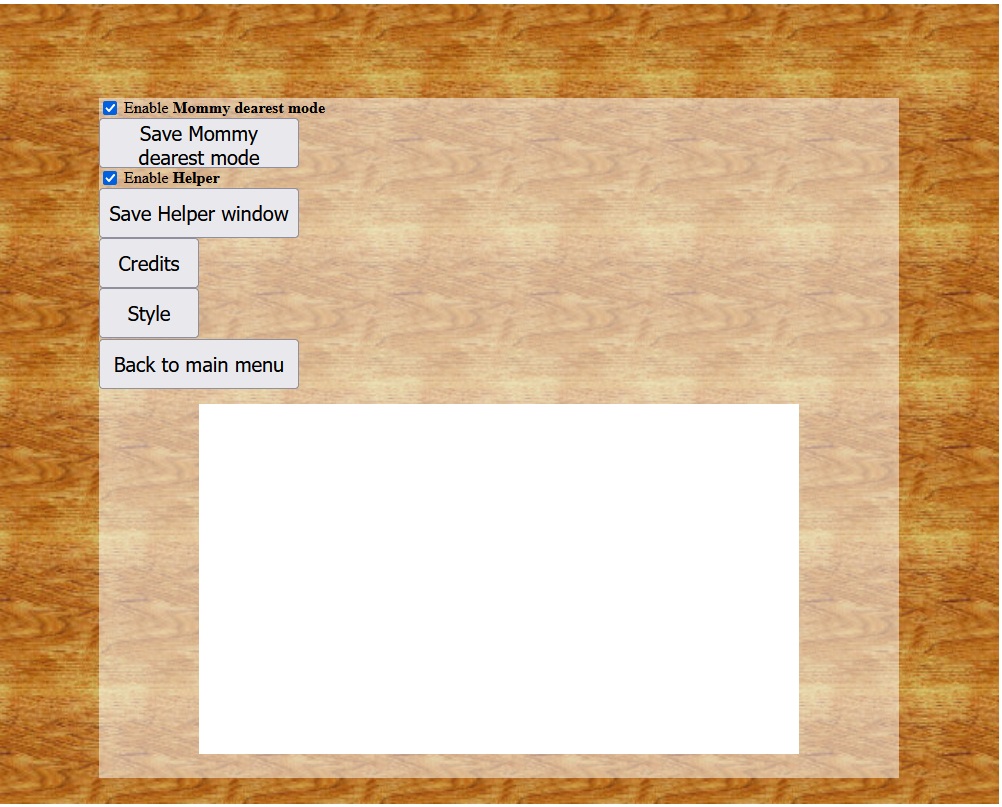 Enable Mommy dearest mode
Save Mommy
dearest mode
Enable Helper
Save Helper window
Credits
Style
Back to main menu